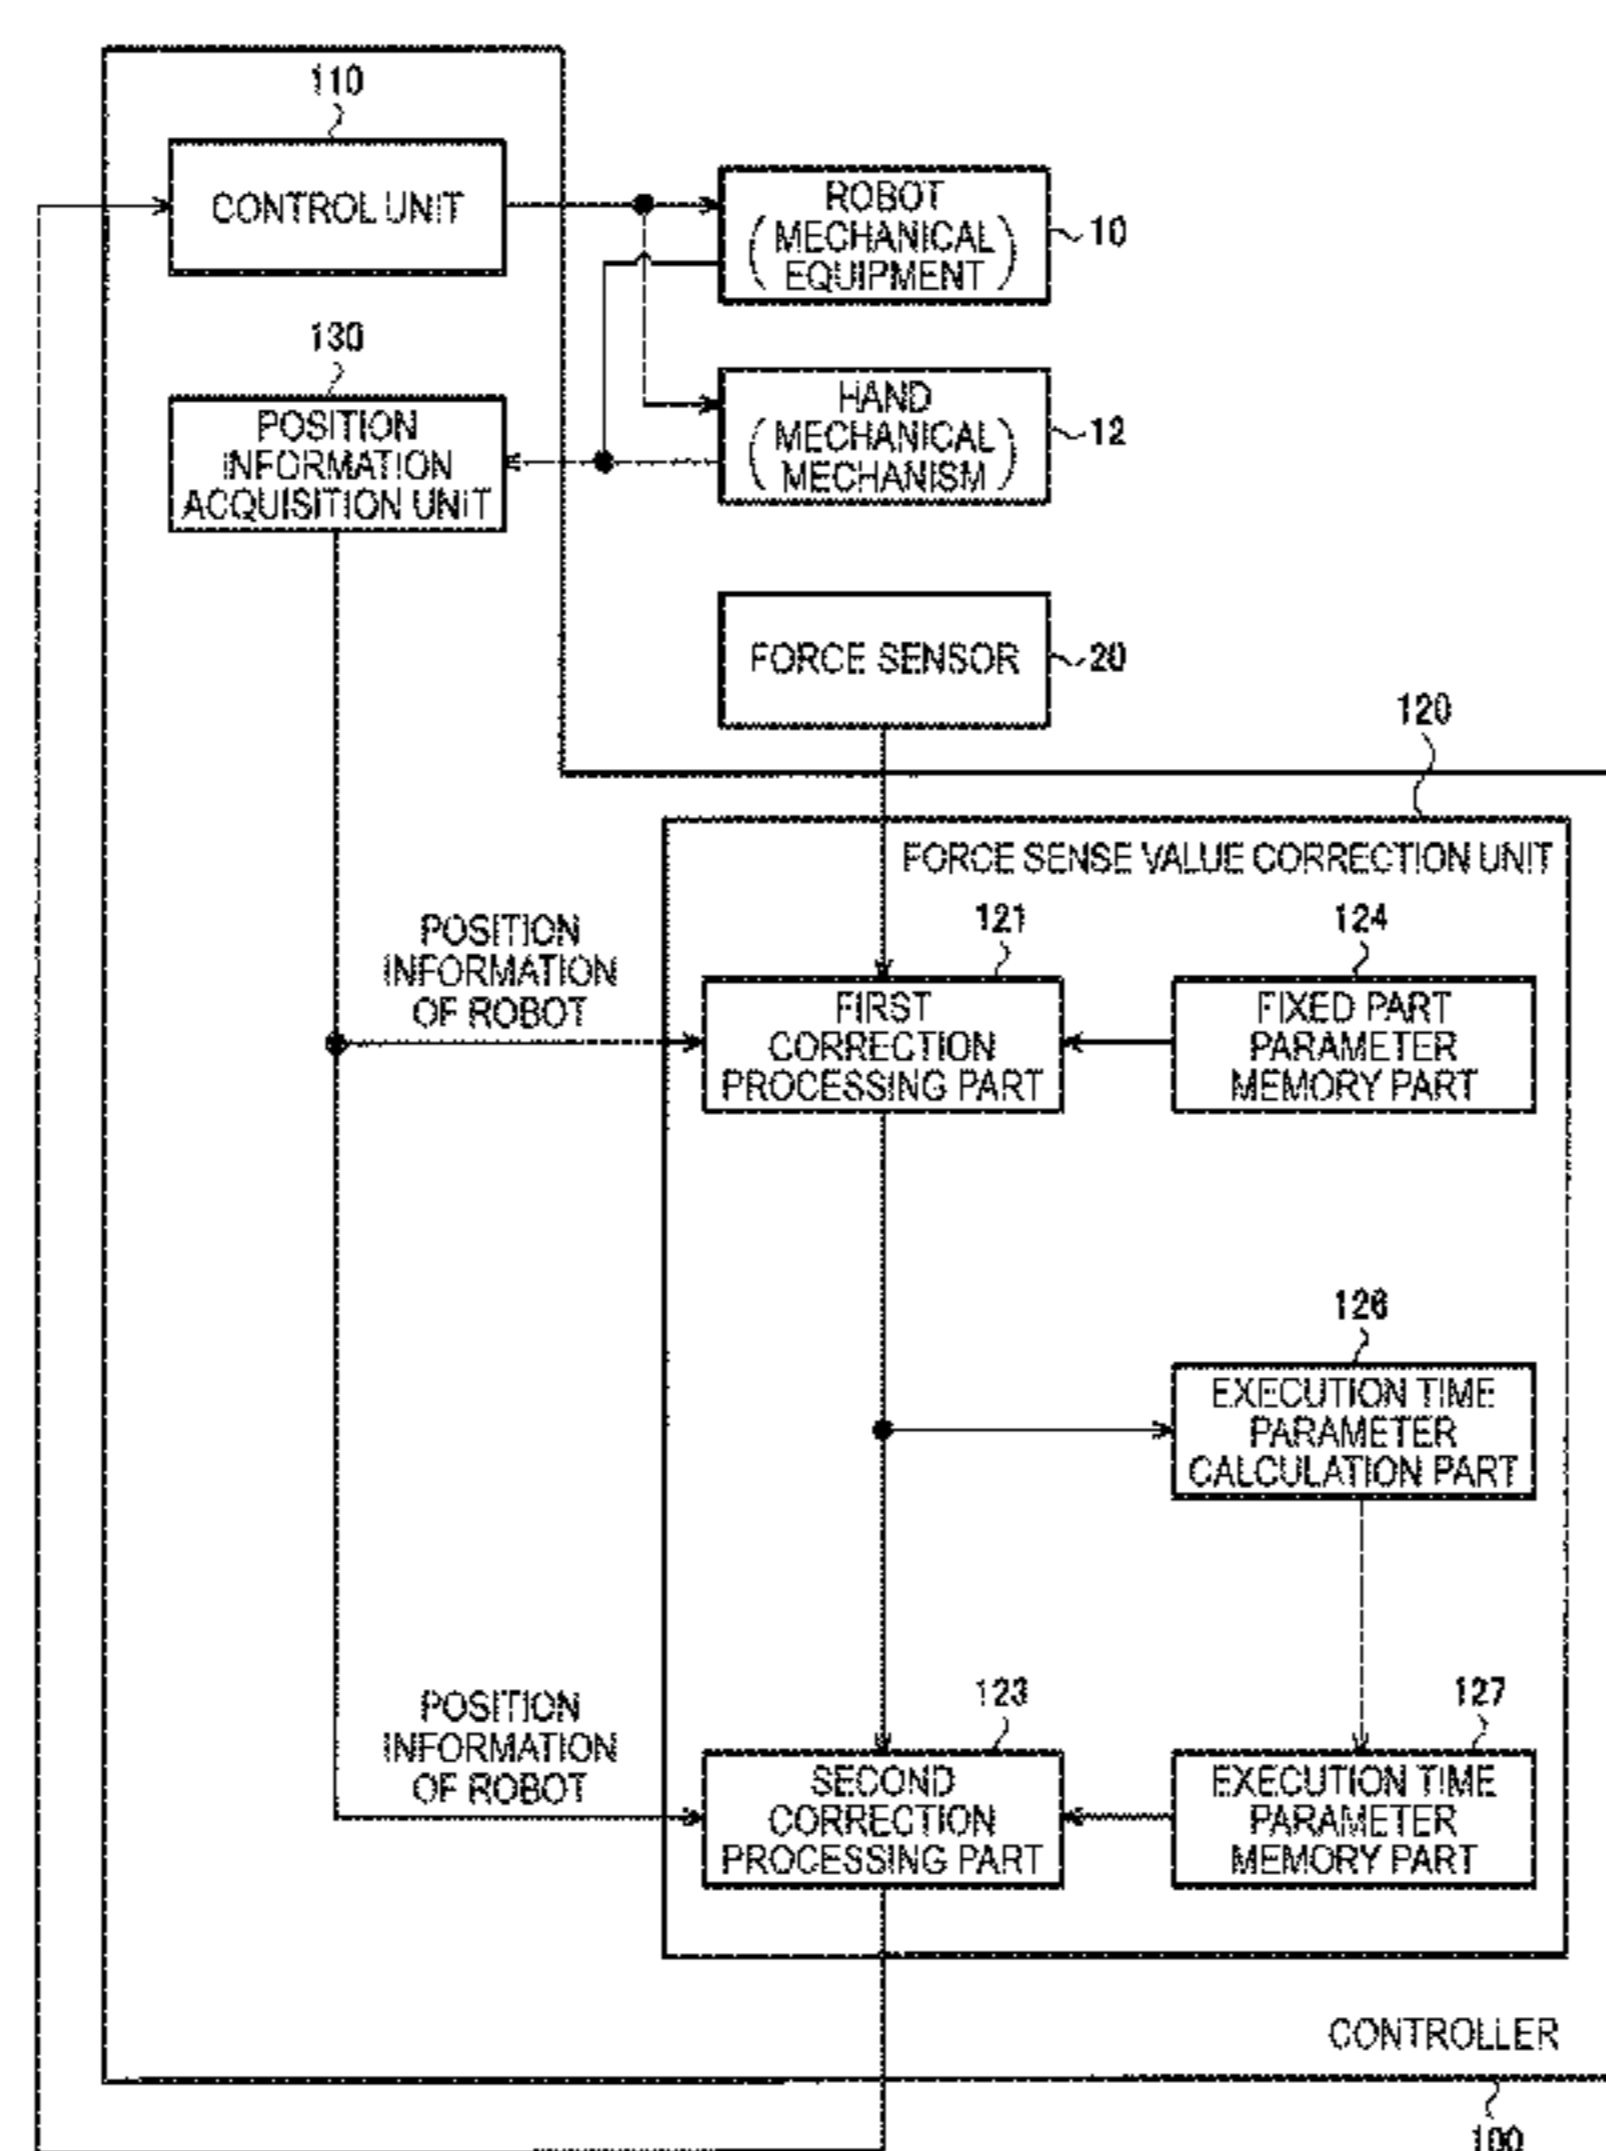 110
CONTROL UNIT
ROBOT
(MECHANICAL
EQUIPMENT)
10
130
POSITION
INFORMATION
ACQUISITION UNIT
HAND
(MECHANICAL
MECHANISM)
12
FORCE SENSOR
20
120
FORCE SENSE VALUE CORRECTION UNIT
POSITION
INFORMATION
OF ROBOT
121
FIRST
CORRECTION
PROCESSING PART
124
FIXED PART
PARAMETER
MEMORY PART
126
EXECUTION TIME
PARAMETER
CALCULATION PART
POSITION
INFORMATION
OF ROBOT
123
SECOND
CORRECTION
PROCESSING PART
127
EXECUTION TIME
PARAMETER
MEMORY PART
CONTROLLER
100